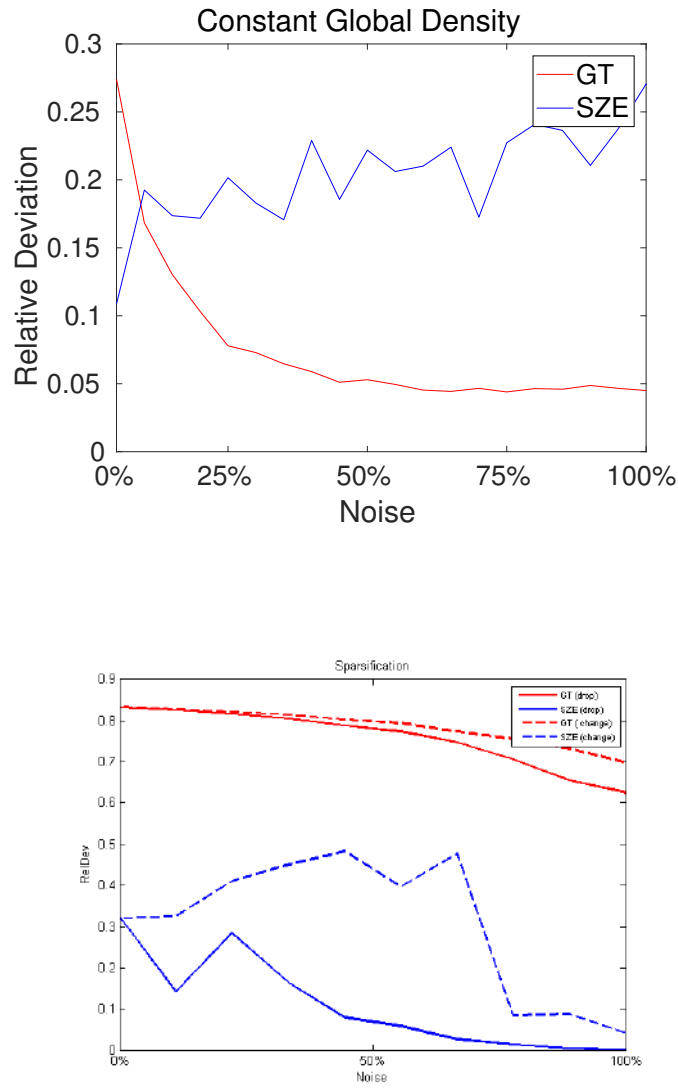 Constant Global Density
0.3
0.25
0.2
0.15
0.1
0.05
0
Relative Deviation
GT
SZE
0% 25% 50% 75% 100%
Noise
Sparsification
0.9
0.8
0.7
0.6
0.5
0.4
0.3
0.2
0.1
0
RelDev
GT (drop)
SZE (drop)
GT ( change)
SZE (change)
0% 50% 100%
Noise